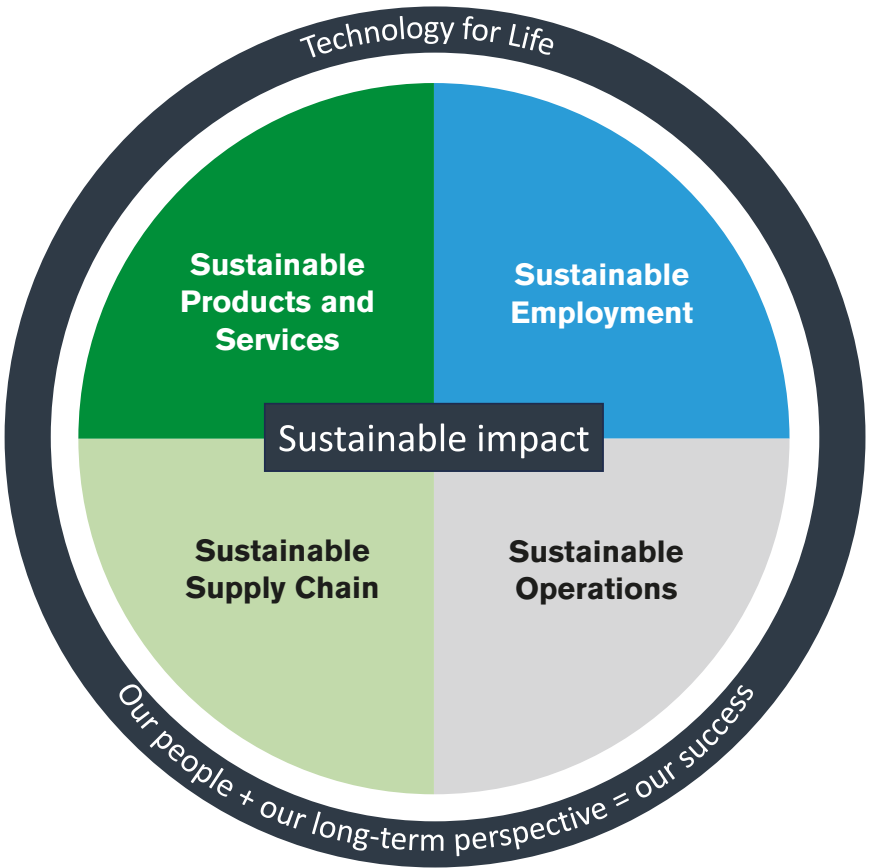 Technology for Life
Sustainable
Products and
Services
Sustainable
Employment
Sustainable impact
Sustainable
Supply Chain
Sustainable
Operations
Our people + our long-term perspective = our success